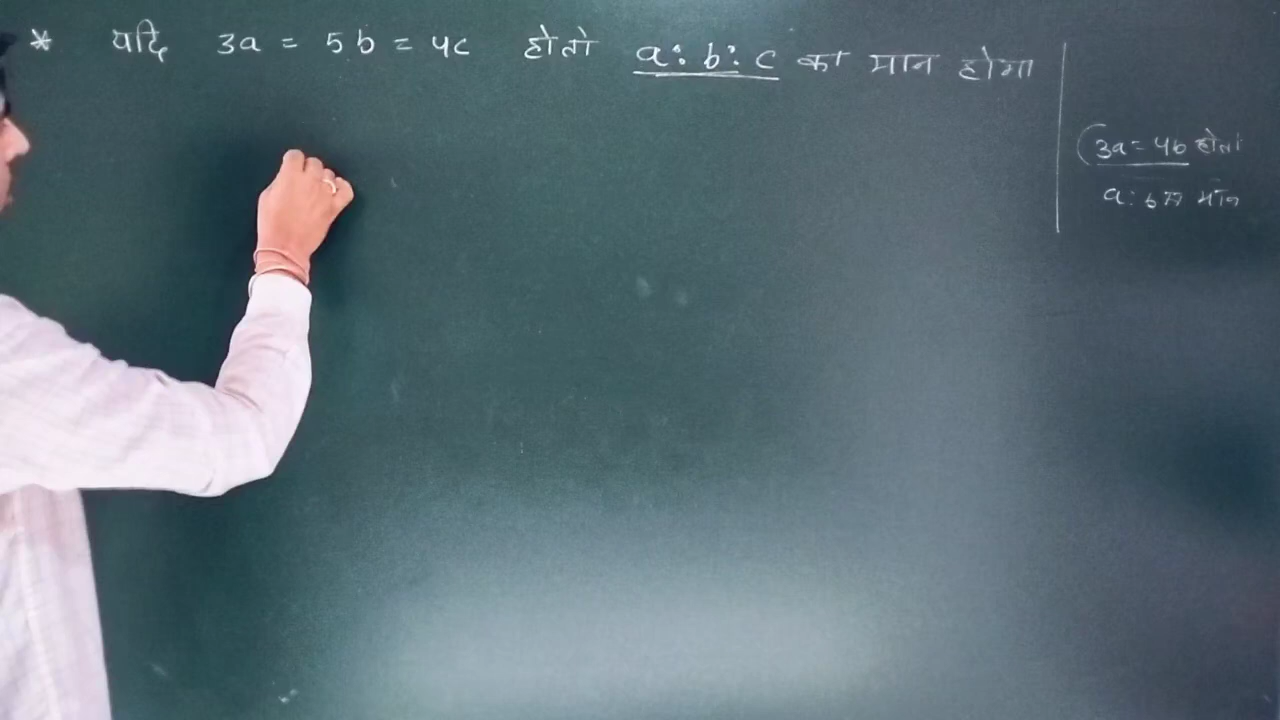 * यदि 3a = 5b = 4c होतो a : b : c का मान होगा
3a = 4b होतो
a : b का मान